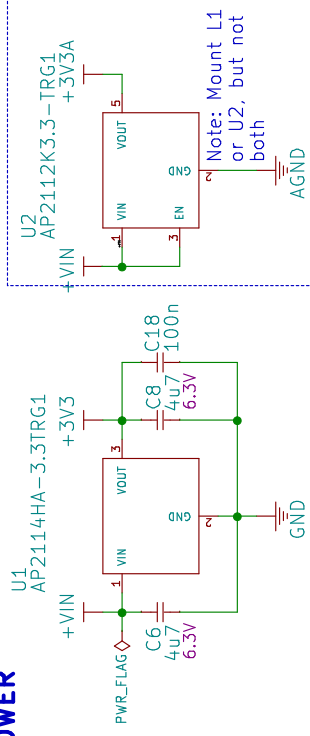 OWER
U1
AP2114HA-3.3TRG1
+VIN
+3V3
PWR_FLAG
1
VIN
VOUT
3
GND
2
C6
4u7
6.3V
C8
4u7
6.3V
C18
100n
GND
U2
AP2112K3.3-TRG1
+VIN
+3V3A
1
VIN
VOUT
5
3
EN
GND
2
Note: Mount L1
or U2, but not
both
AGND